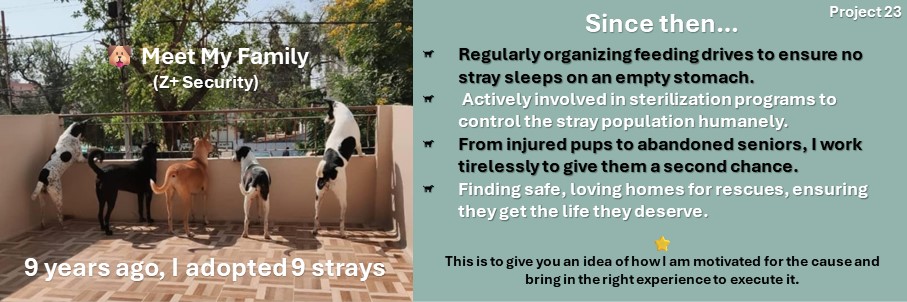 Meet My Family
(Z+ Security)
9 years ago, I adopted 9 strays
Project 23
Since then...
Regularly organizing feeding drives to ensure no
stray sleeps on an empty stomach.
Actively involved in sterilization programs to
control the stray population humanely.
From injured pups to abandoned seniors, I work
tirelessly to give them a second chance.
Finding safe, loving homes for rescues, ensuring
they get the life they deserve.
This is to give you an idea of how I am motivated for the cause and
bring in the right experience to execute it.